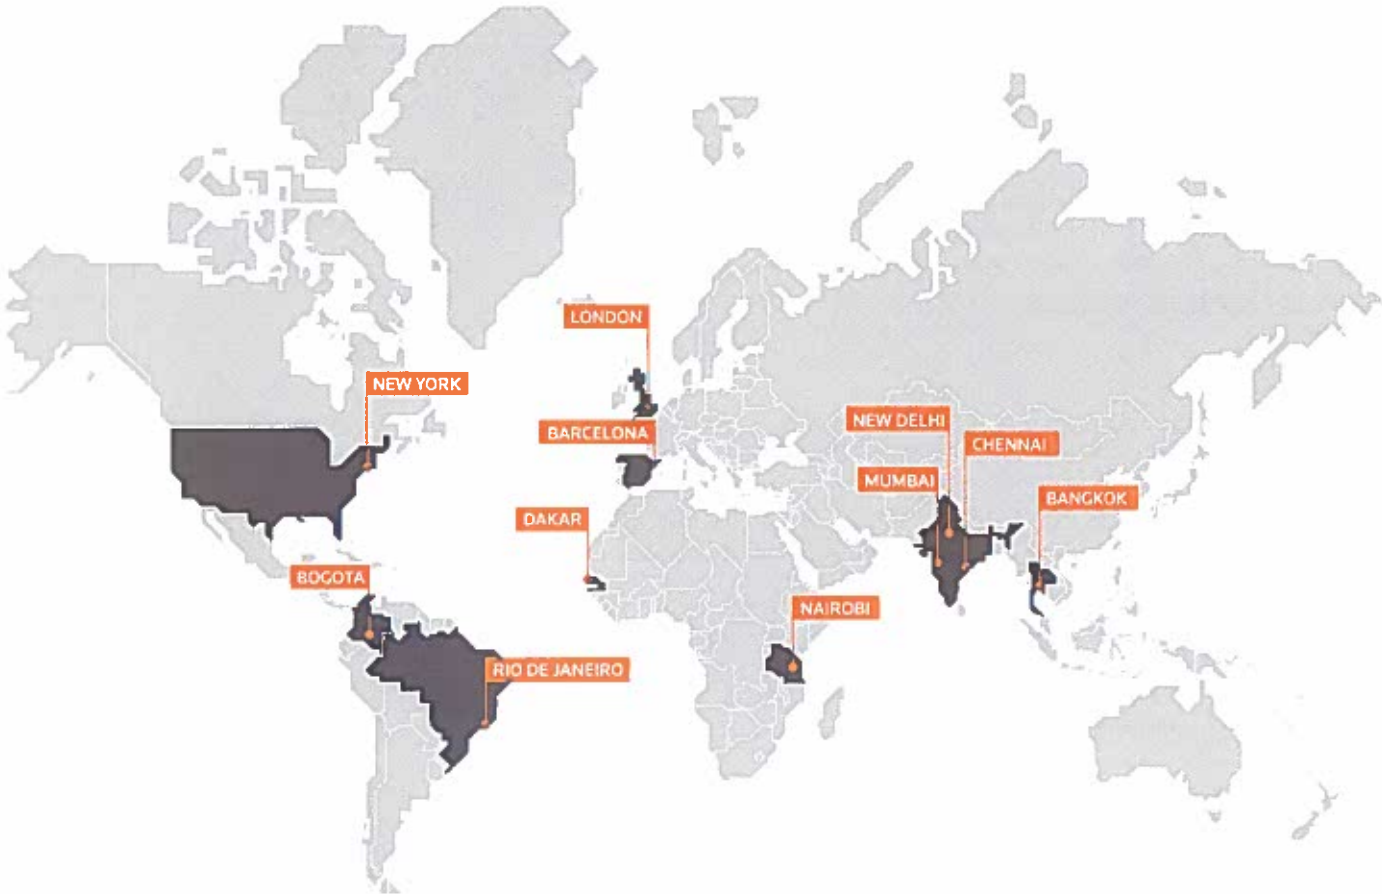 LONDON
NEW YORK
BARCELONA
NEW DELHI
CHENNAI
MUMBAI
BANGKOK
DAKAR
BOGOTA
NAIROBI
RIO DE JANEIRO